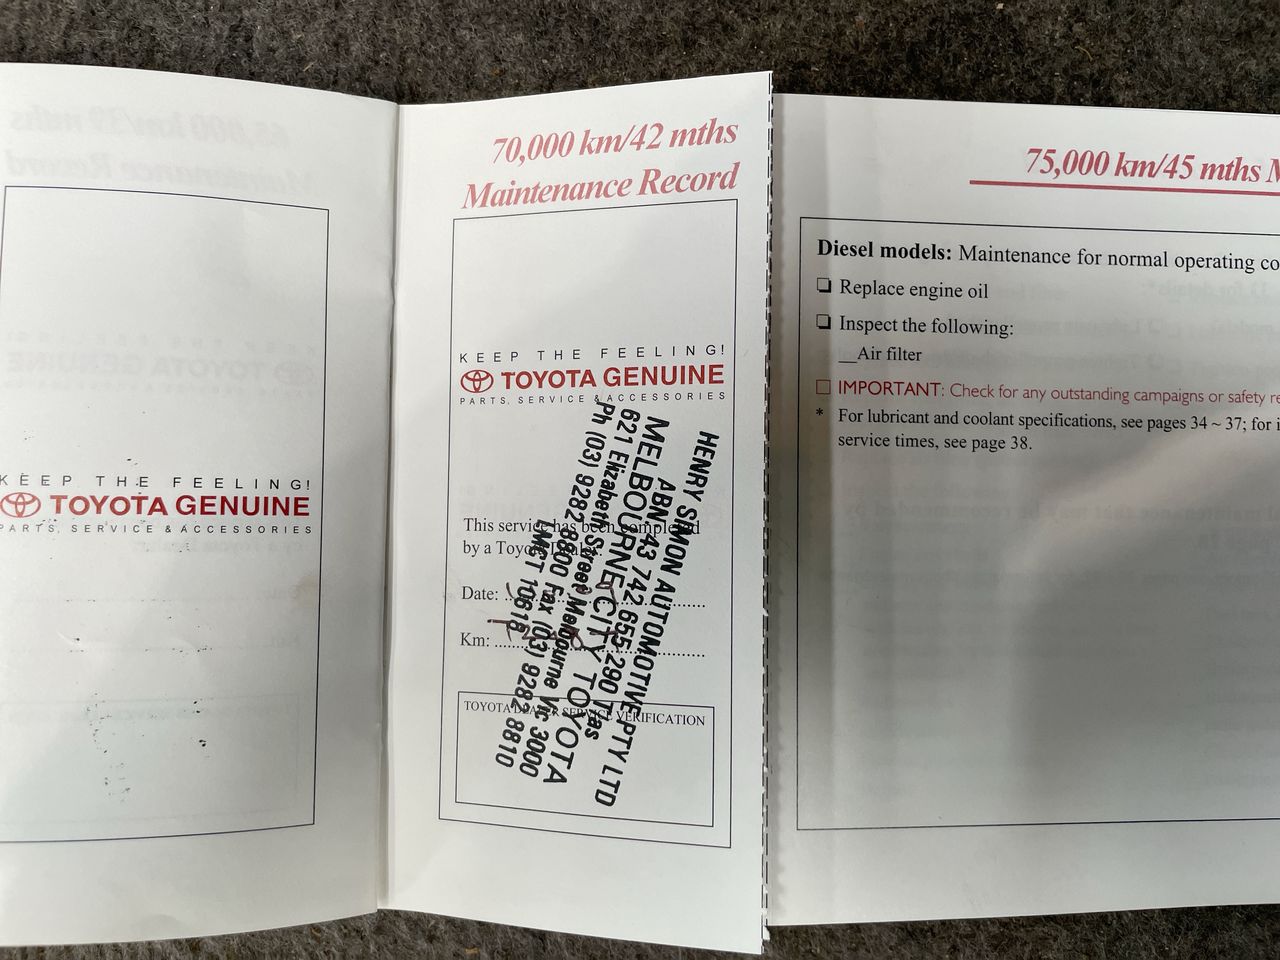 KEEP THE FEELING!
TOYOTA GENUINE
PARTS, SERVICE & ACCESSORIES
70,000 km/42 mths
Maintenance Record
KEEP THE FEELING!
TOYOTA GENUINE
PARTS, SERVICE & ACCESSORIES
This service has been completed
by a Toyota Dealer
Date:
Km:
TOYOTA DEALER SERVICE VERIFICATION
HENRY SIMON AUTOMOTIVE PTY LTD
ABN 43 742 655 290 T/as
MELBOURNE CITY TOYOTA
621 Elizabeth Street Melbourne Vic 3000
Ph (03) 9282 8800 Fax (03) 9282 8810
LMCT 10618
75,000 km/45 mths
Diesel models: Maintenance for normal operating
❏ Replace engine oil
❏ Inspect the following:
__Air filter
☐ IMPORTANT: Check for any outstanding campaigns or safety
* For lubricant and coolant specifications, see pages 34 ~ 37; for
service times, see page 38.